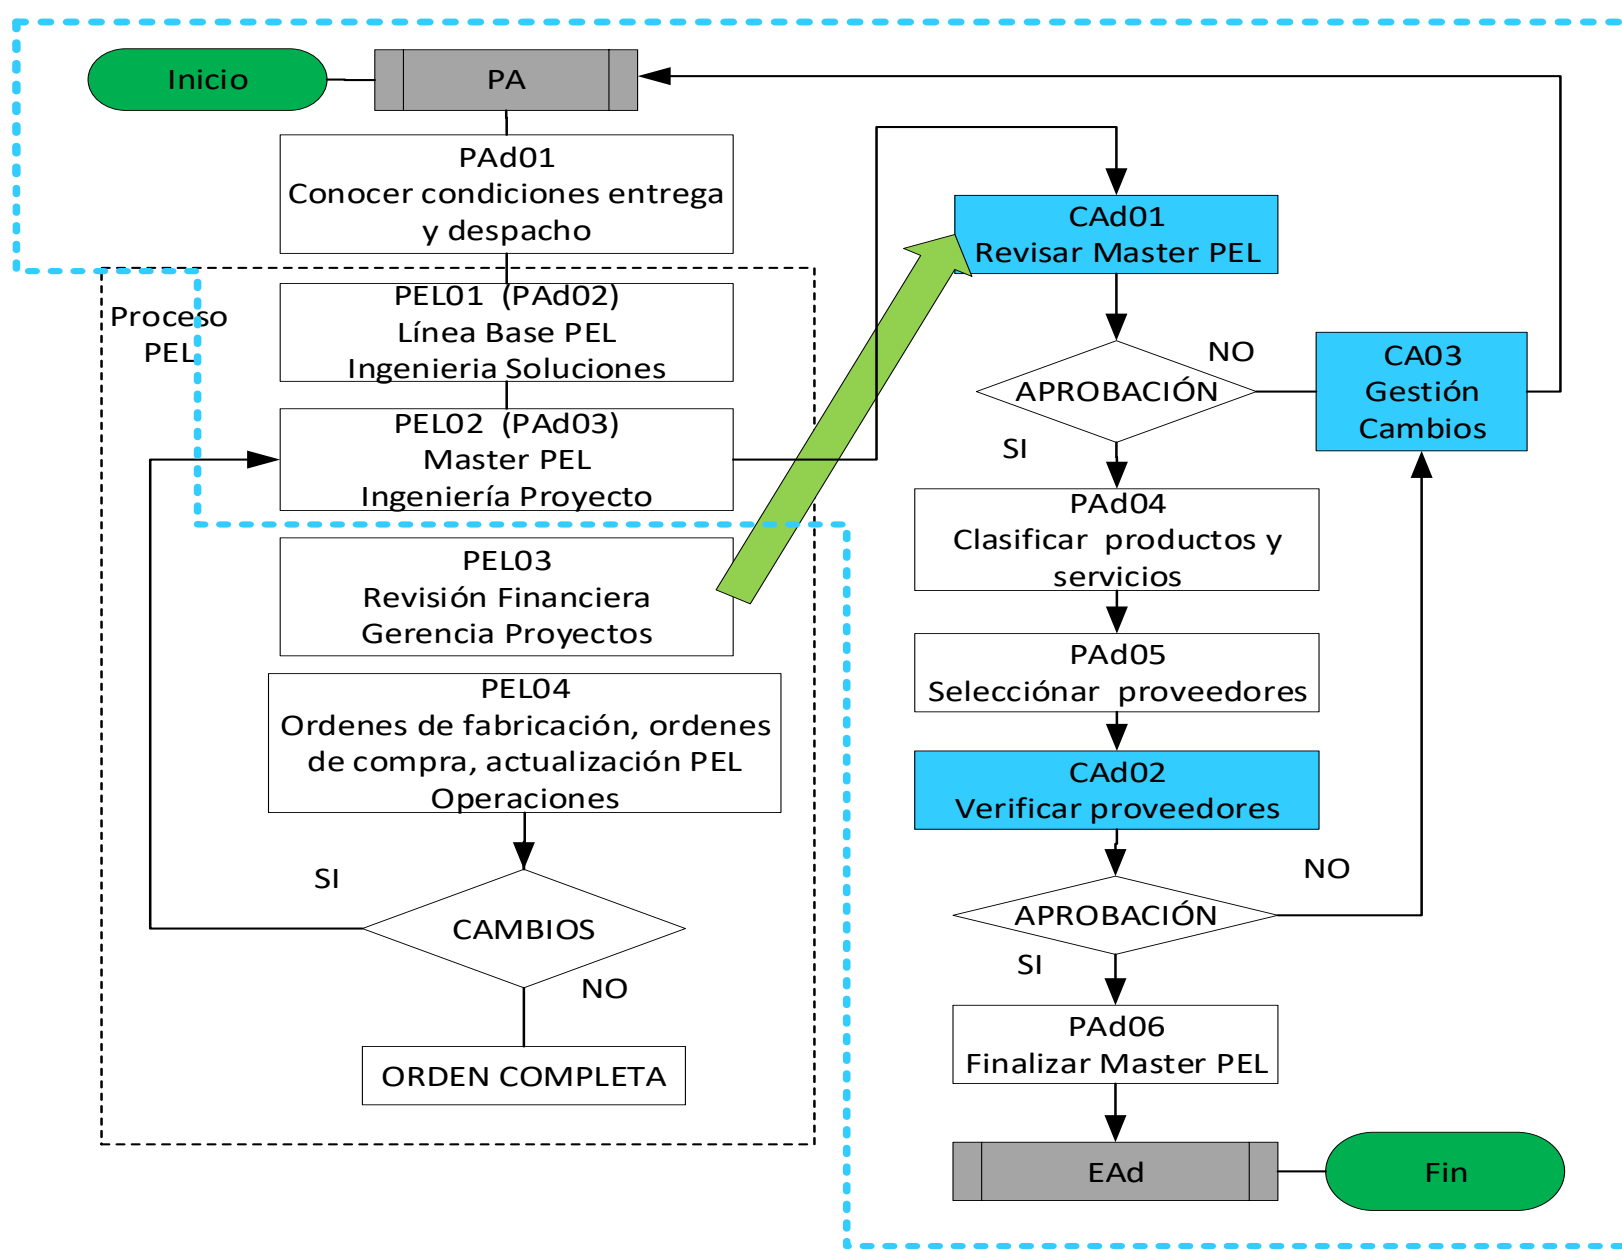 Inicio
PA
PAd01
Conocer condiciones entrega
y despacho
Proceso
PEL
PEL01  (PAd02)
Línea Base PEL
Ingenieria Soluciones
PEL02  (PAd03)
Master PEL
Ingeniería Proyecto
PEL03
Revisión Financiera
Gerencia Proyectos
PEL04
Ordenes de fabricación, ordenes
de compra, actualización PEL
Operaciones
SI
CAMBIOS
NO
ORDEN COMPLETA
CAd01
Revisar Master PEL
APROBACIÓN
NO
SI
CA03
Gestión
Cambios
PAd04
Clasificar  productos y
servicios
PAd05
Selecciónar  proveedores
CAd02
Verificar proveedores
APROBACIÓN
NO
SI
PAd06
Finalizar Master PEL
EAd
Fin